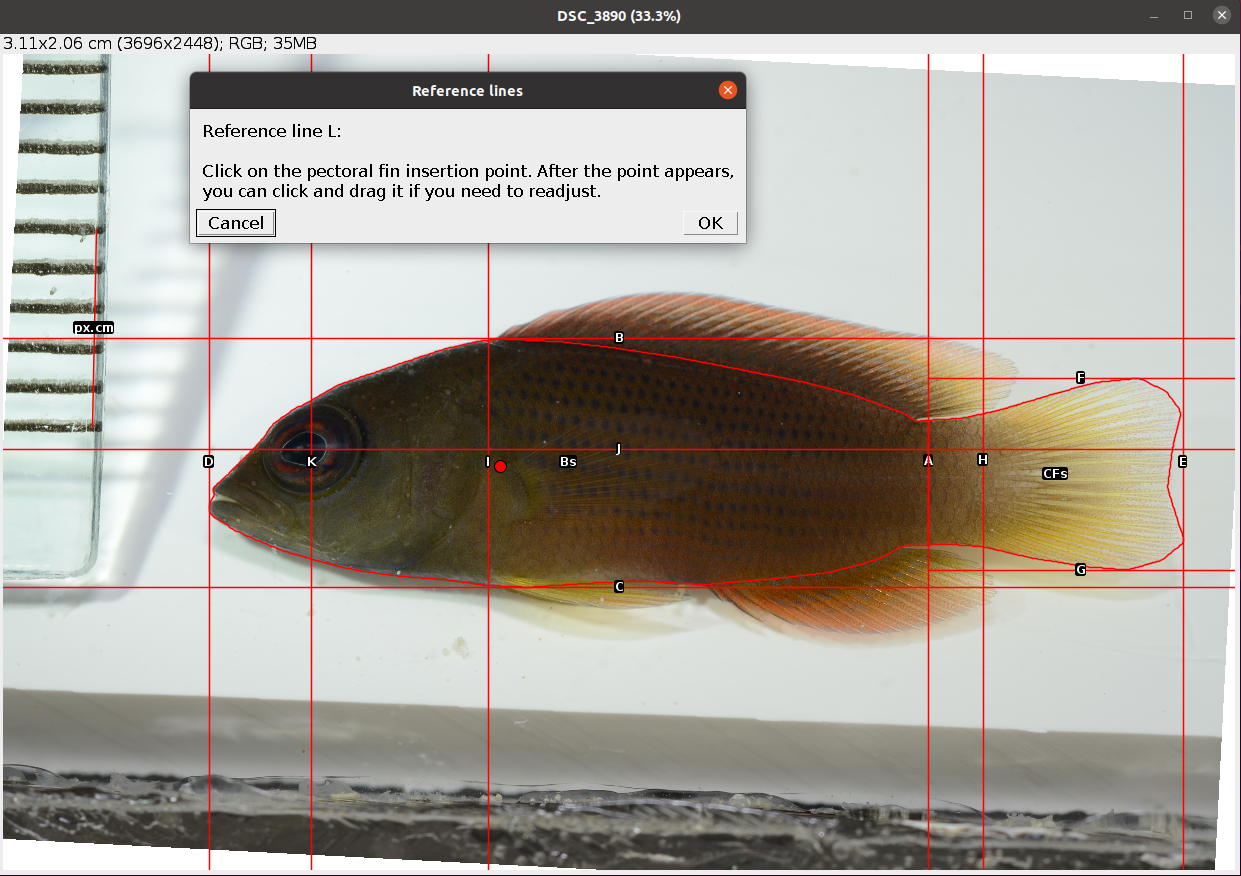 DSC_3890 (33.3%)
3.11x2.06 cm (3696x2448); RGB; 35MB
Reference lines
Reference line L:
Click on the pectoral fin insertion point. After the point appears,
you can click and drag it if you need to readjust.
Cancel
OK
px.cm
B
F
J
D
K
I
Bs
A
H
E
CFs
G
C